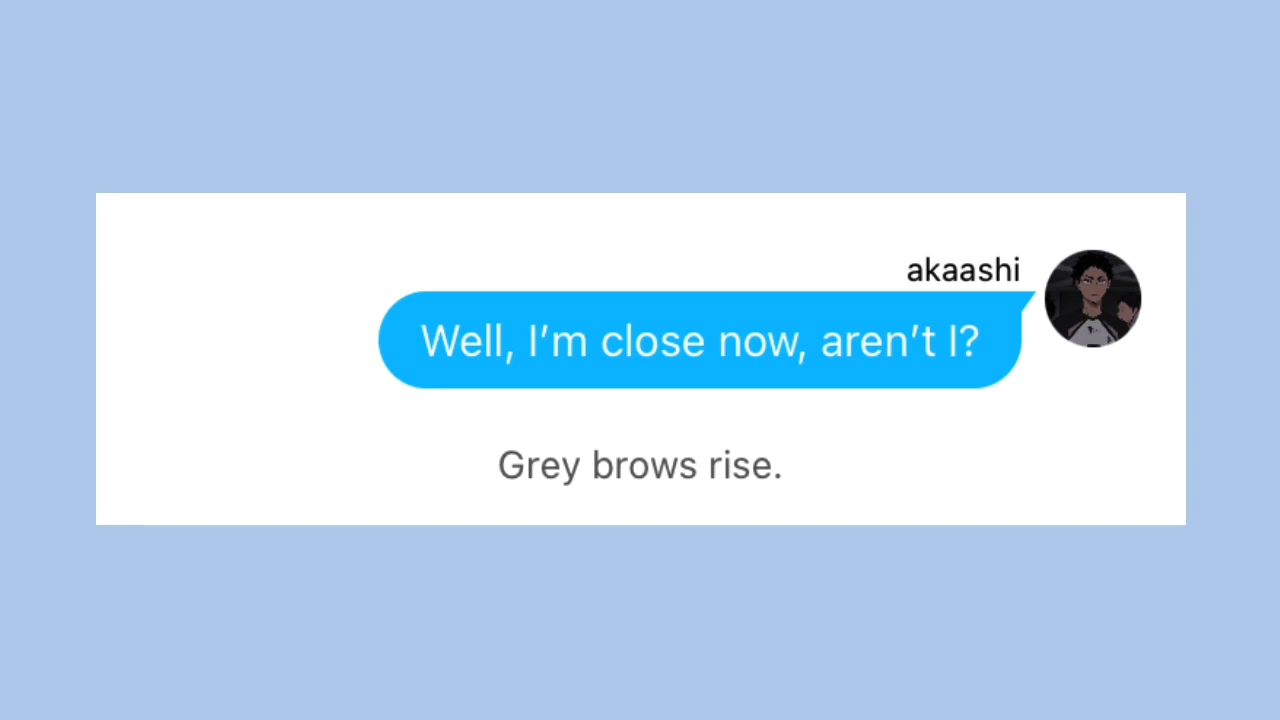 akaashi
Well, I’m close now, aren’t I?
Grey brows rise.